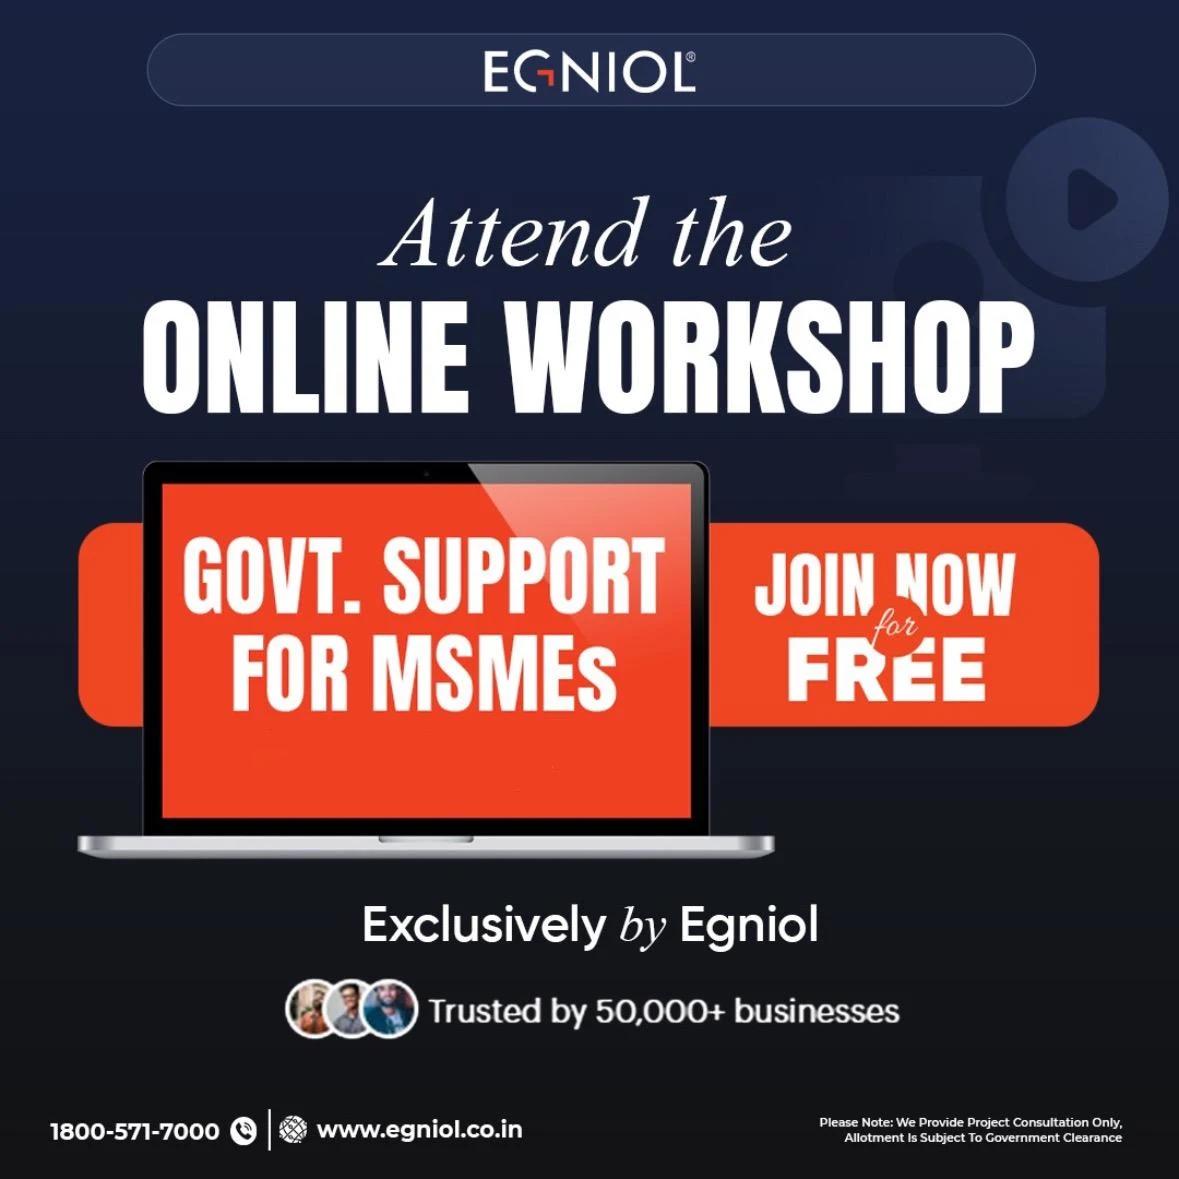 EGNIOL®
Attend the
ONLINE WORKSHOP
GOVT. SUPPORT
FOR MSMEs
JOIN NOW
for
FREE
Exclusively by Egniol
Trusted by 50,000+ businesses
1800-571-7000
www.egniol.co.in
Please Note: We Provide Project Consultation Only,
Allotment Is Subject To Government Clearance